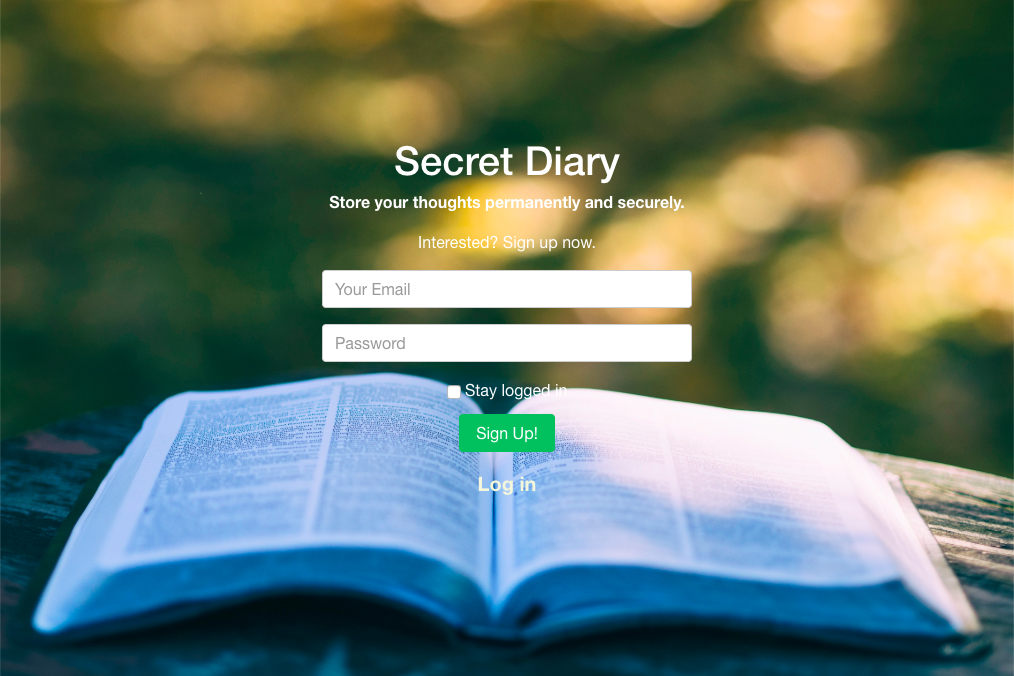 Secret Diary
Store your thoughts permanently and securely.
Interested? Sign up now.
Your Email
Password
Stay logged in
Sign Up!
Log in